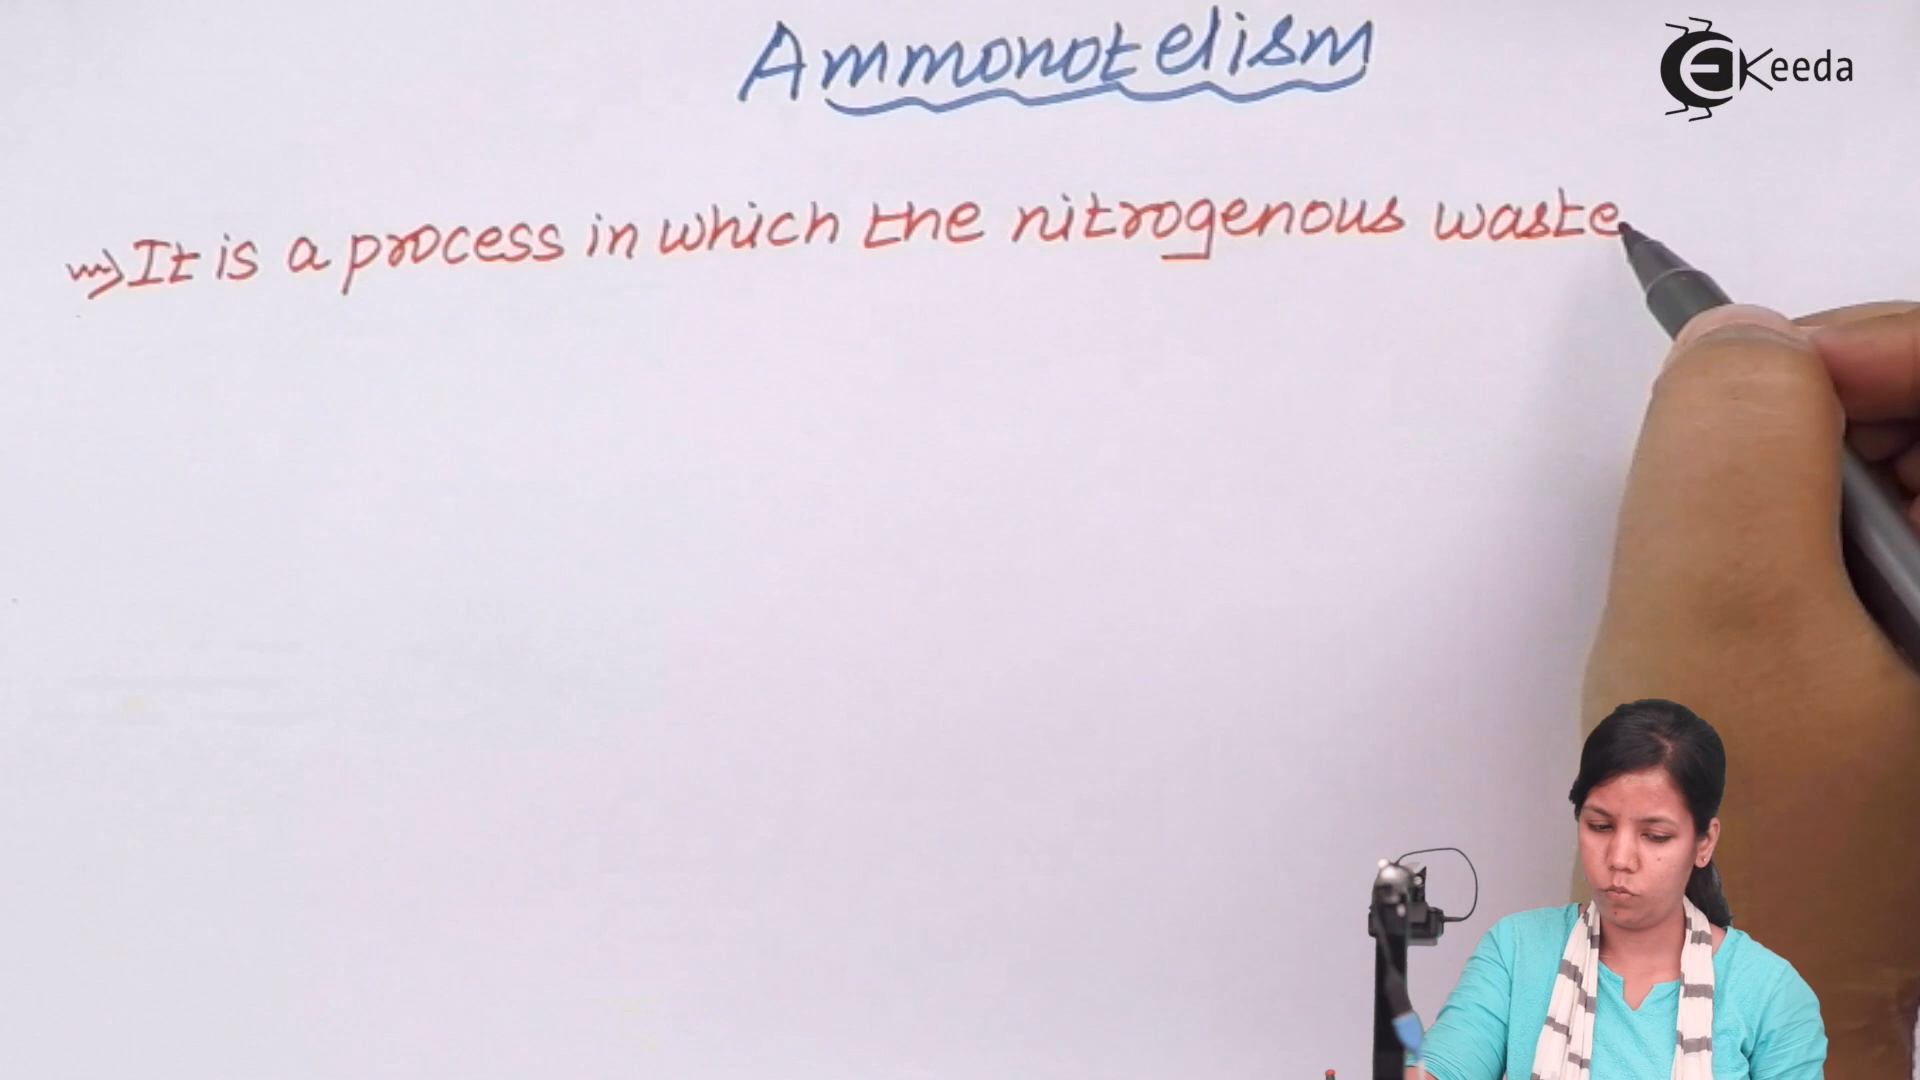 Ammonotelism
EKeeda
It is a process in which the nitrogenous waste